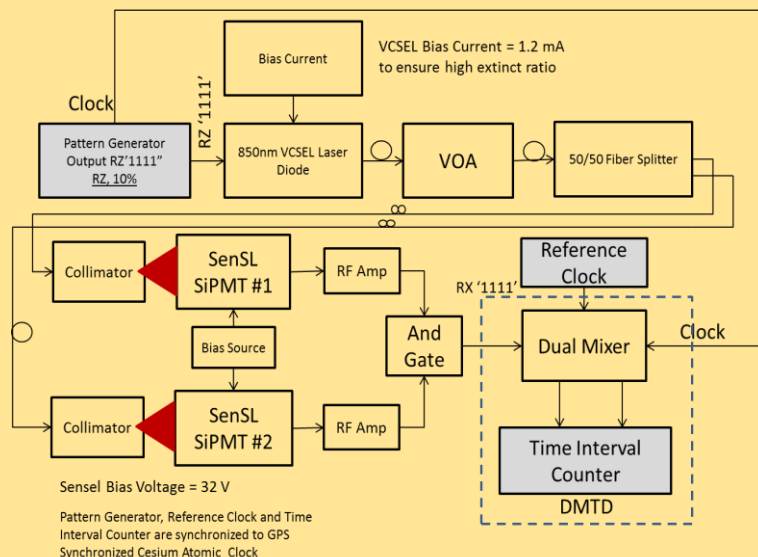 Bias Current
VCSEL Bias Current = 1.2 mA
to ensure high extinct ratio
Clock
RZ '1111'
Pattern Generator
Output RZ'1111"
RZ, 10%
850nm VCSEL Laser
Diode
VOA
50/50 Fiber Splitter
Collimator
SenSL
SiPMT #1
RF Amp
Reference
Clock
RX '1111'
Bias Source
And
Gate
Dual Mixer
Clock
Collimator
SenSL
SiPMT #2
RF Amp
Time Interval
Counter
DMTD
Sensel Bias Voltage = 32 V
Pattern Generator, Reference Clock and Time
Interval Counter are synchronized to GPS
Synchronized Cesium Atomic Clock